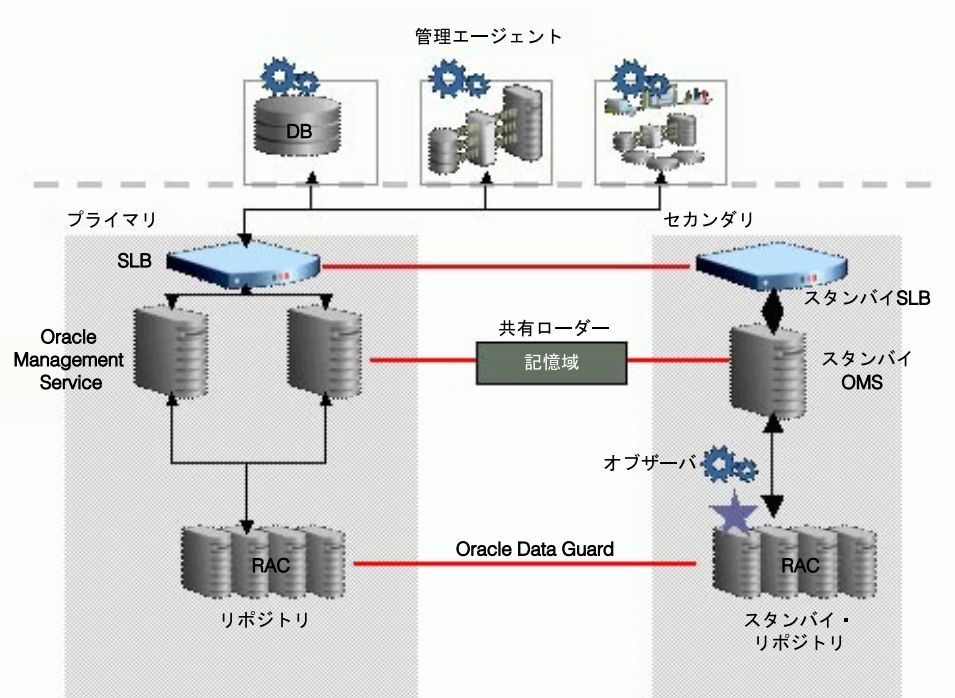 管理エージェント
DB
プライマリ
セカンダリ
SLB
スタンバイSLB
Oracle
Management
Service
共有ローダー
記憶域
スタンバイ
OMS
オブザーバ
Oracle Data Guard
RAC
RAC
リポジトリ
スタンバイ・
リポジトリ